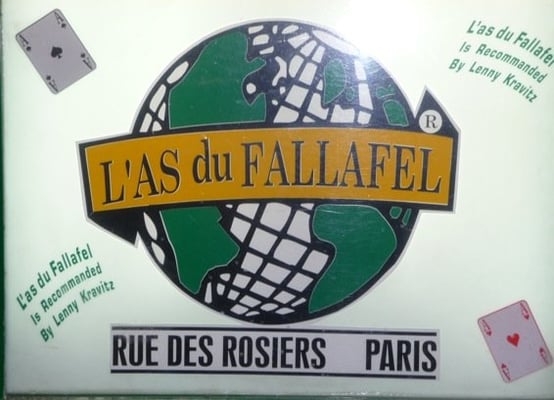 A
L'as du Fallafel
Is Recommanded
By Lenny Kravitz
R
L'AS du FALLAFEL
L'as du Fallafel
Is Recommanded
By Lenny Kravitz
RUE DES ROSIERS PARIS